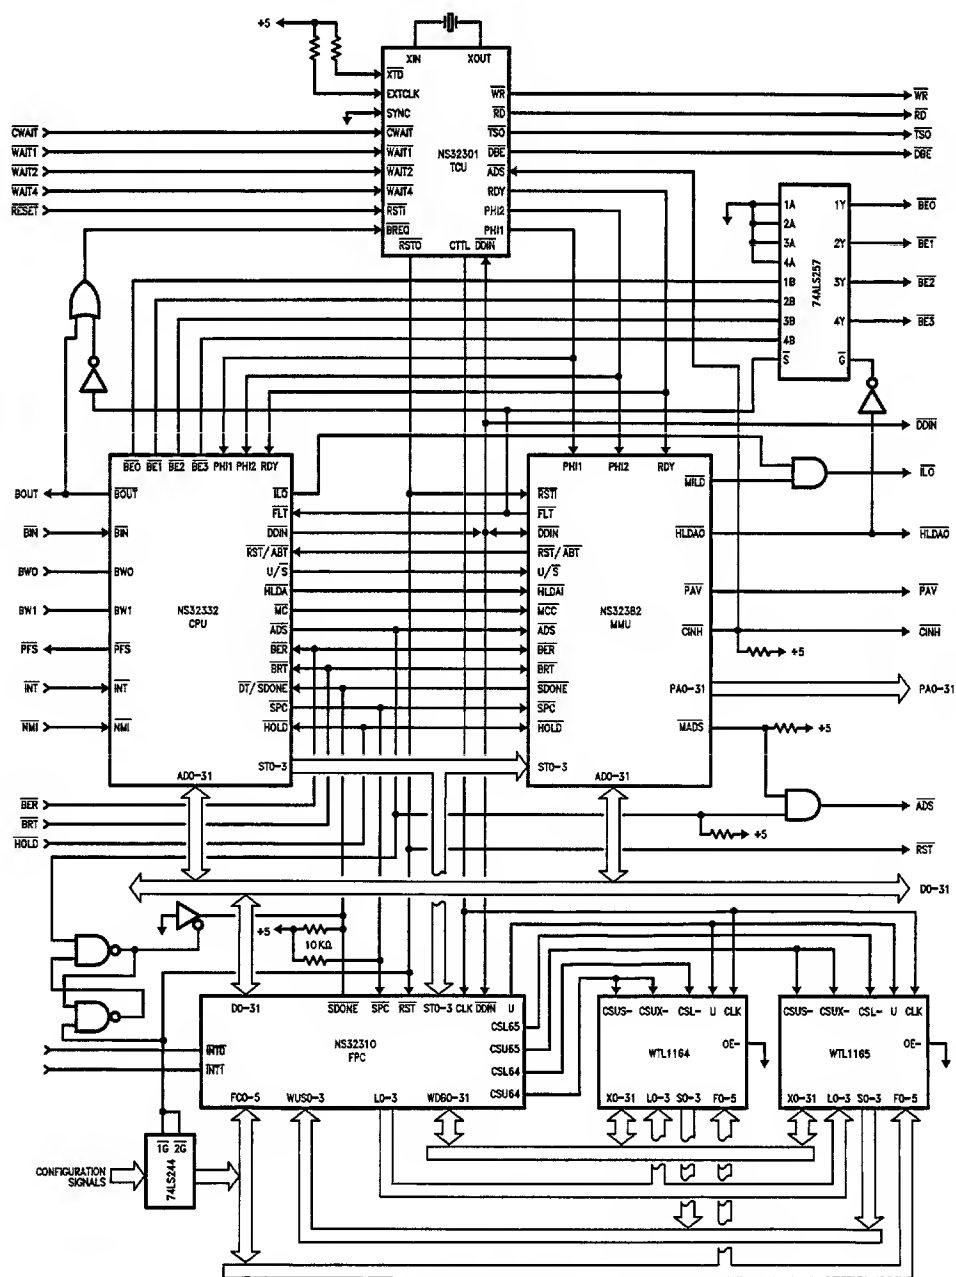 +5
XIN
XOUT
XTD
EXTCLK
SYNC
CWAIT
WAIT1
WAIT2
WAIT4
RSTI
BREQ
RSTO
CTTL
DDIN
NS32301
TCU
WR
RD
TSO
DBE
ADS
RDY
PHI2
PHI1
WR
RD
TSO
DBE
CWAIT
WAIT1
WAIT2
WAIT4
RESET
1A
2A
3A
4A
1B
2B
3B
4B
S
74ALS257
1Y
2Y
3Y
4Y
G
BE0
BE1
BE2
BE3
DDIN
BE0
BE1
BE2
BE3
PHI1
PHI2
RDY
BOUT
BIN
BW0
BW1
PFS
INT
NMI
BOUT
BIN
BW0
BW1
PFS
INT
NMI
NS32332
CPU
ILO
FLT
DDIN
RST/ABT
U/S
HLDA
MC
ADS
BER
BRT
DT/SDONE
SPC
HOLD
ST0-3
AD0-31
PHI1
PHI2
RDY
RSTI
FLT
DDIN
RST/ABT
U/S
HLDAI
MCC
ADS
BER
BRT
SDONE
SPC
HOLD
ST0-3
AD0-31
NS32382
MMU
MILO
HLDAO
PAV
CINH
PA0-31
MADS
ILO
HLDAO
PAV
CINH
+5
PA0-31
+5
ADS
+5
RST
D0-31
BER
BRT
HOLD
+5
10KΩ
D0-31
SDONE
SPC
RST
ST0-3
CLK
DDIN
U
NS32310
FPC
CSL65
CSU65
CSL64
CSU64
INT0
INT1
FC0-5
WUS0-3
L0-3
WDB0-31
CSUS-
CSUX-
CSL-
U
CLK
WTL1164
OE-
X0-31
L0-3
S0-3
F0-5
CSUS-
CSUX-
CSL-
U
CLK
WTL1165
OE-
X0-31
L0-3
S0-3
F0-5
1G
2G
74LS244
CONFIGURATION
SIGNALS